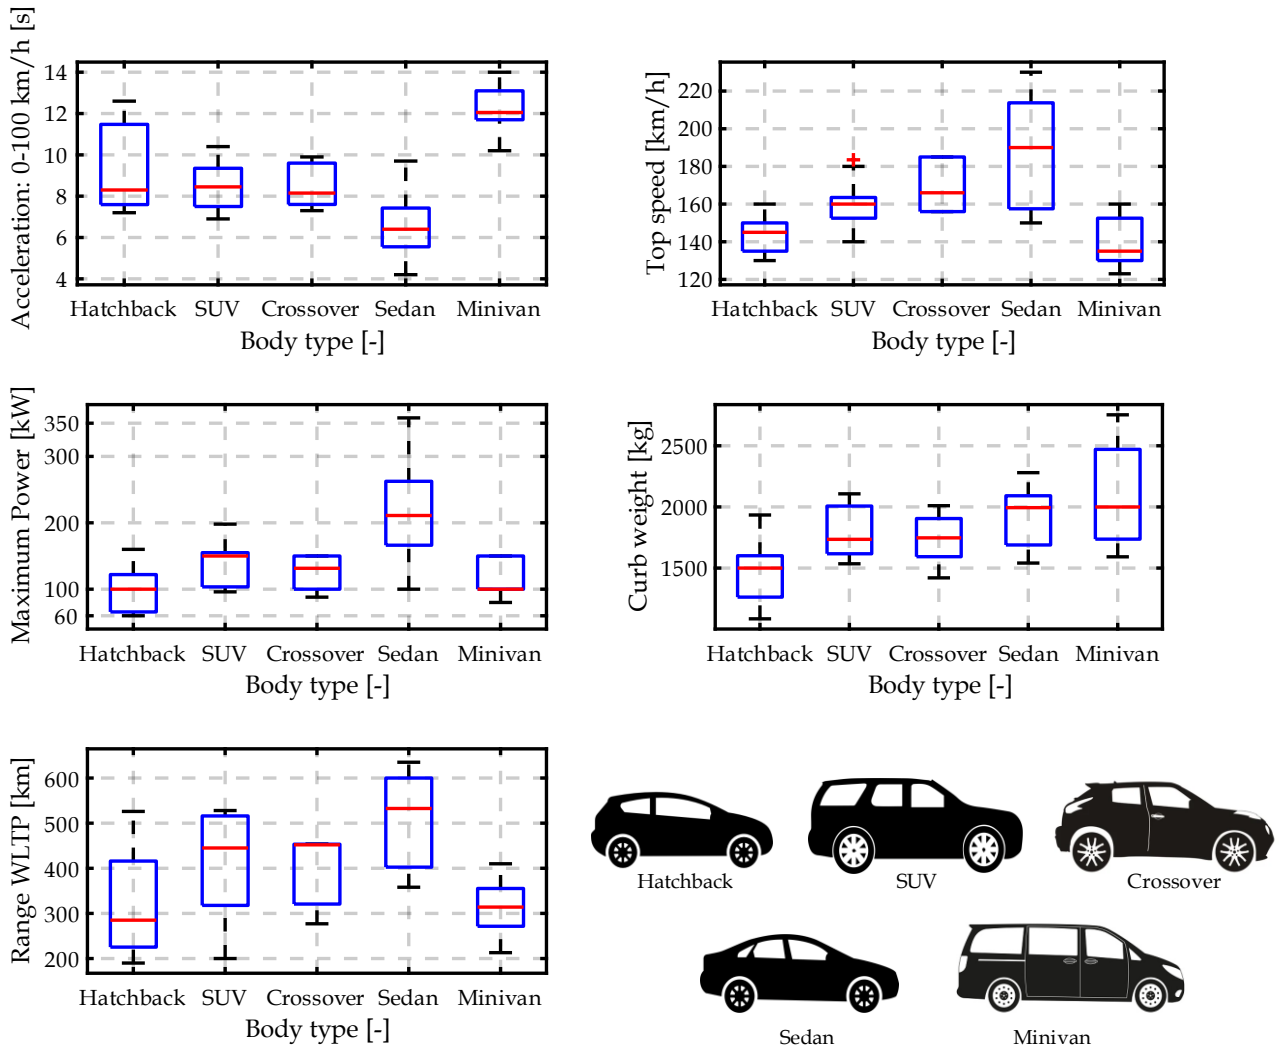 Acceleration: 0-100 km/h [s]
14
12
10
8
6
4
Hatchback SUV Crossover Sedan Minivan
Body type [-]
Top speed [km/h]
220
200
180
160
140
120
Hatchback SUV Crossover Sedan Minivan
Body type [-]
Maximum Power [kW]
350
300
200
100
60
Hatchback SUV Crossover Sedan Minivan
Body type [-]
Curb weight [kg]
2500
2000
1500
Hatchback SUV Crossover Sedan Minivan
Body type [-]
Range WLTP [km]
600
500
400
300
200
Hatchback SUV Crossover Sedan Minivan
Body type [-]
Hatchback SUV Crossover
Sedan Minivan